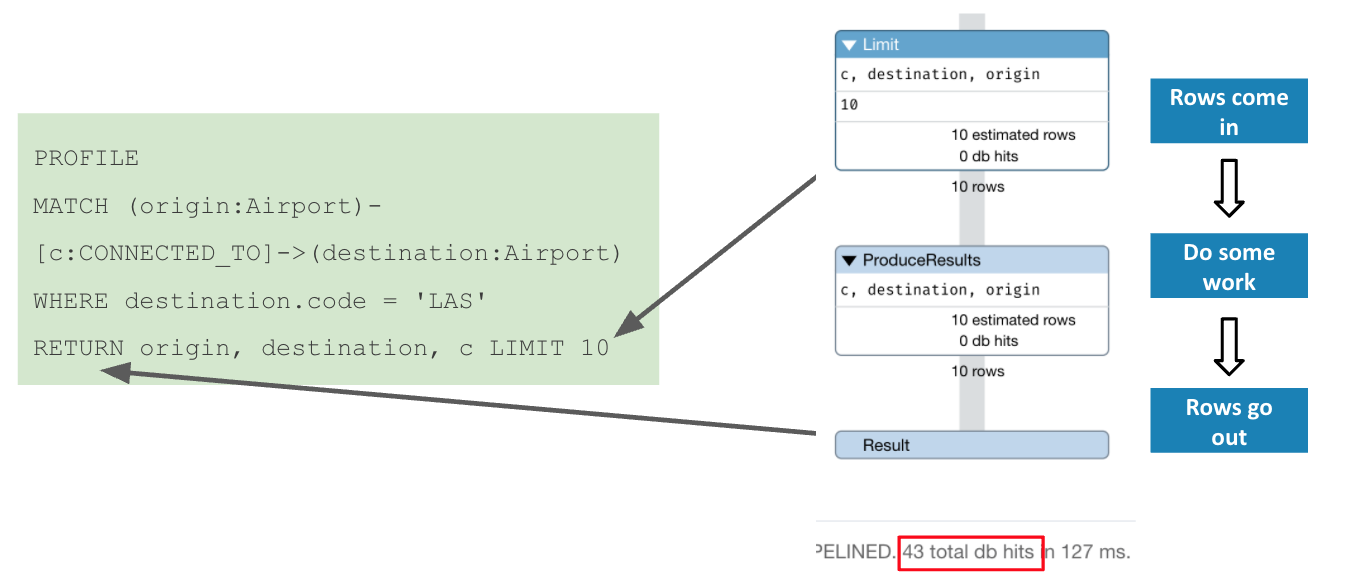 PROFILE
MATCH (origin:Airport)-
[c:CONNECTED_TO]->(destination:Airport)
WHERE destination.code = 'LAS'
RETURN origin, destination, c LIMIT 10
Limit
c, destination, origin
10
10 estimated rows
0 db hits
10 rows
ProduceResults
c, destination, origin
10 estimated rows
0 db hits
10 rows
Result
PELINED. 43 total db hits in 127 ms.
Rows come
in
Do some
work
Rows go
out